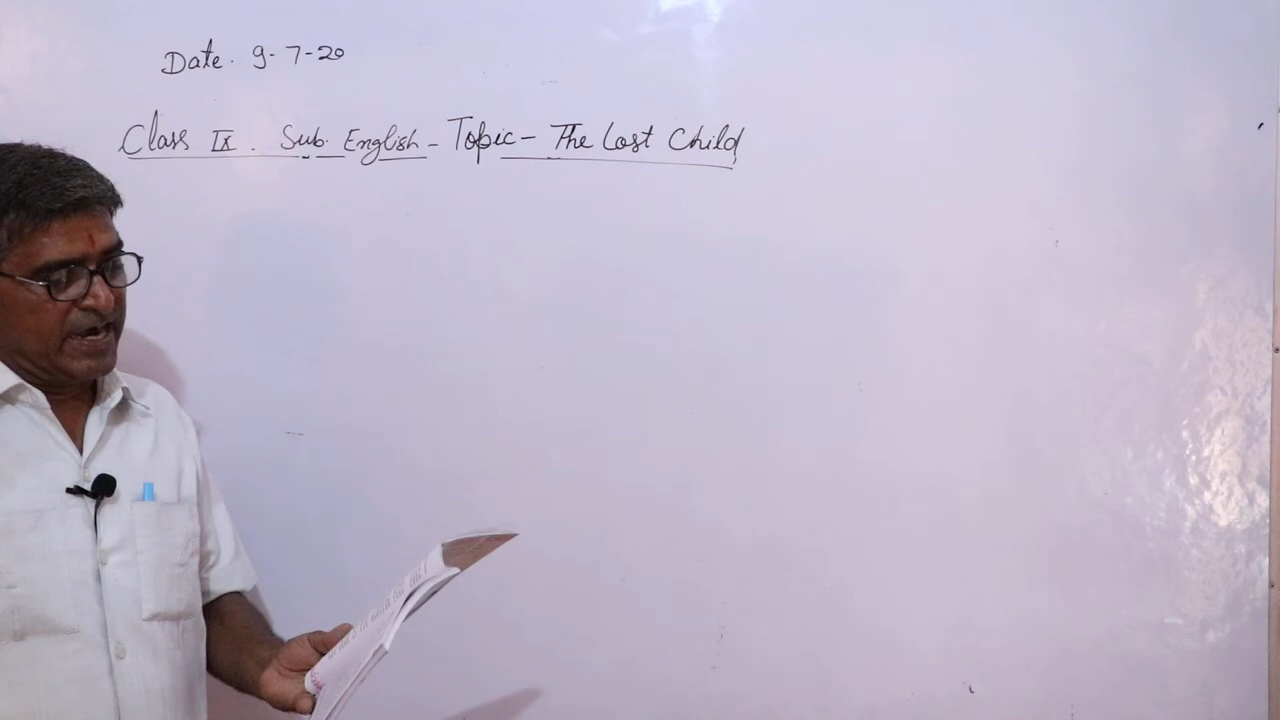 Date. 9-7-20
Class IX. Sub. English - Topic - The Lost Child